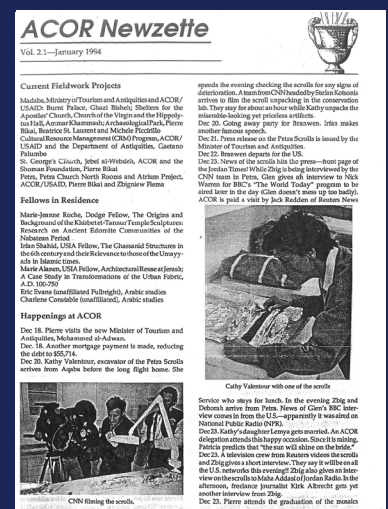 ACOR Newzette
Vol. 2.1—January 1994
Current Fieldwork Projects
Madaba, Ministry of Tourism and Antiquities and ACOR/
USAID: Burnt Palace, Ghazi Bisheh; Shelters for the
Apostles' Church, Church of the Virgin and the Hippoly-
tus Hall, Ammar Khammash; Archaeological Park, Pierre
Bikai, Beatrice St. Laurent and Michele Piccirillo
Cultural Resource Management (CRM) Program, ACOR/
USAID and the Department of Antiquities, Gaetano
Palumbo
St. George's Church, Jebel al-Webdeh, ACOR and the
Shoman Foundation, Pierre Bikai
Petra, Petra Church North Rooms and Atrium Project,
ACOR/USAID, Pierre Bikai and Zbigniew Fiema
Fellows in Residence
Marie-Jeanne Roche, Dodge Fellow, The Origins and
Background of the Khirbet et-Tannur Temple Sculptures:
Research on Ancient Edomite Communities of the
Nabatean Period
Irfan Shahid, USIA Fellow, The Ghassanid Structures in
the 6th century and their Relevance to those of the Umayy-
ads in Islamic times.
Marie Alanen, USIA Fellow, Architectural Reuse at Jerash;
A Case Study in Transformations of the Urban Fabric,
A.D. 100-750
Eric Evans (unaffiliated Fulbright), Arabic studies
Charlene Constable (unaffiliated), Arabic studies
Happenings at ACOR
Dec 18. Pierre visits the new Minister of Tourism and
Antiquities, Mohammed al-Adwan.
Dec. 18. Another mortgage payment is made, reducing
the debt to $55,714.
Dec. 20. Kathy Valentour, excavator of the Petra Scrolls
arrives from Aqaba before the long flight home. She
CNN filming the scrolls.
spends the evening checking the scrolls for any signs of
deterioration. A team from CNN headed by Stefan Kotsonis
arrives to film the scroll unpacking in the conservation
lab. They stay for about an hour while Kathy unpacks the
miserable-looking yet priceless artifacts.
Dec 20. Going away party for Branwen. Irfan makes
another famous speech.
Dec 21. Press release on the Petra Scrolls is issued by the
Minister of Tourism and Antiquities.
Dec 22. Branwen departs for the US.
Dec 23. News of the scrolls hits the press—front page of
the Jordan Times! While Zbig is being interviewed by the
CNN team in Petra, Glen gives an interview to Nick
Warren for BBC's "The World Today" program to be
aired later in the day (Glen doesn't mess up too badly).
ACOR is paid a visit by Jack Redden of Reuters News
Cathy Valentour with one of the scrolls
Service who stays for lunch. In the evening Zbig and
Deborah arrive from Petra. News of Glen's BBC inter-
view comes in from the U.S.—apparently it was aired on
National Public Radio (NPR).
Dec 23. Kathy's daughter Lemya gets married. An ACOR
delegation attends this happy occasion. Since it is raining,
Patricia predicts that "the sun will shine on the bride."
Dec 23. A television crew from Reuters videos the scrolls
and Zbig gives a short interview. They say it will be on all
the U.S. networks this evening!! Zbig also gives an inter-
view on the scrolls to Maha Addasi of Jordan Radio. In the
afternoon, freelance journalist Kirk Albrecht gets yet
another interview from Zbig.
Dec 23. Pierre attends the graduation of the mosaics